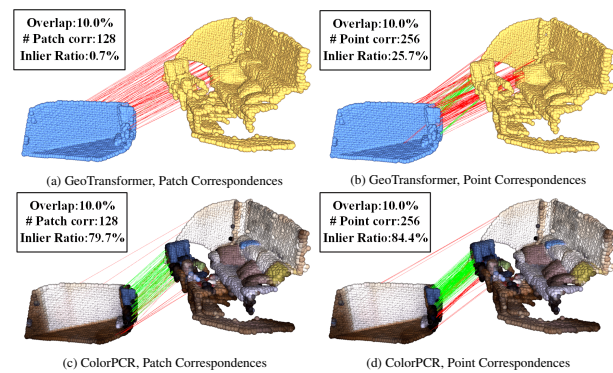 Overlap:10.0%
# Patch corr:128
Inlier Ratio:0.7%
Overlap:10.0%
# Point corr:256
Inlier Ratio:25.7%
(a) GeoTransformer, Patch Correspondences
(b) GeoTransformer, Point Correspondences
Overlap:10.0%
# Patch corr:128
Inlier Ratio:79.7%
Overlap:10.0%
# Point corr:256
Inlier Ratio:84.4%
(c) ColorPCR, Patch Correspondences
(d) ColorPCR, Point Correspondences